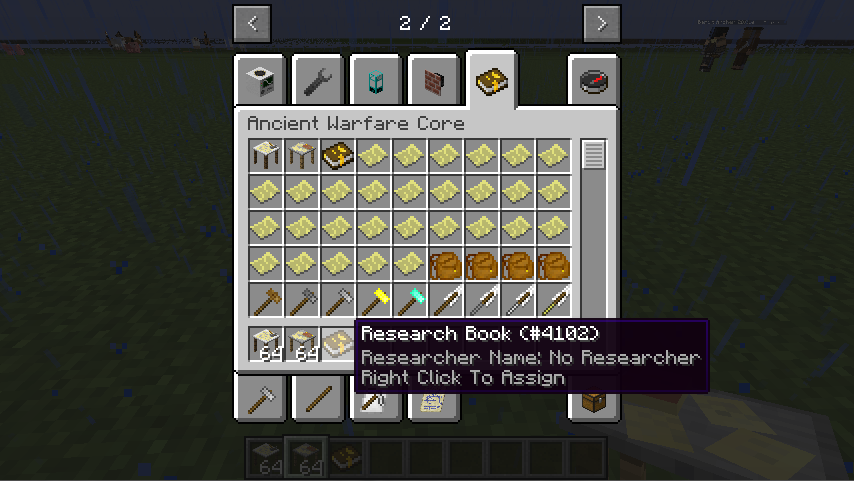 <
2 / 2
>
Ancient Warfare Core
64
64
Research Book (#4102)
Researcher Name: No Researcher
Right Click To Assign
64
64